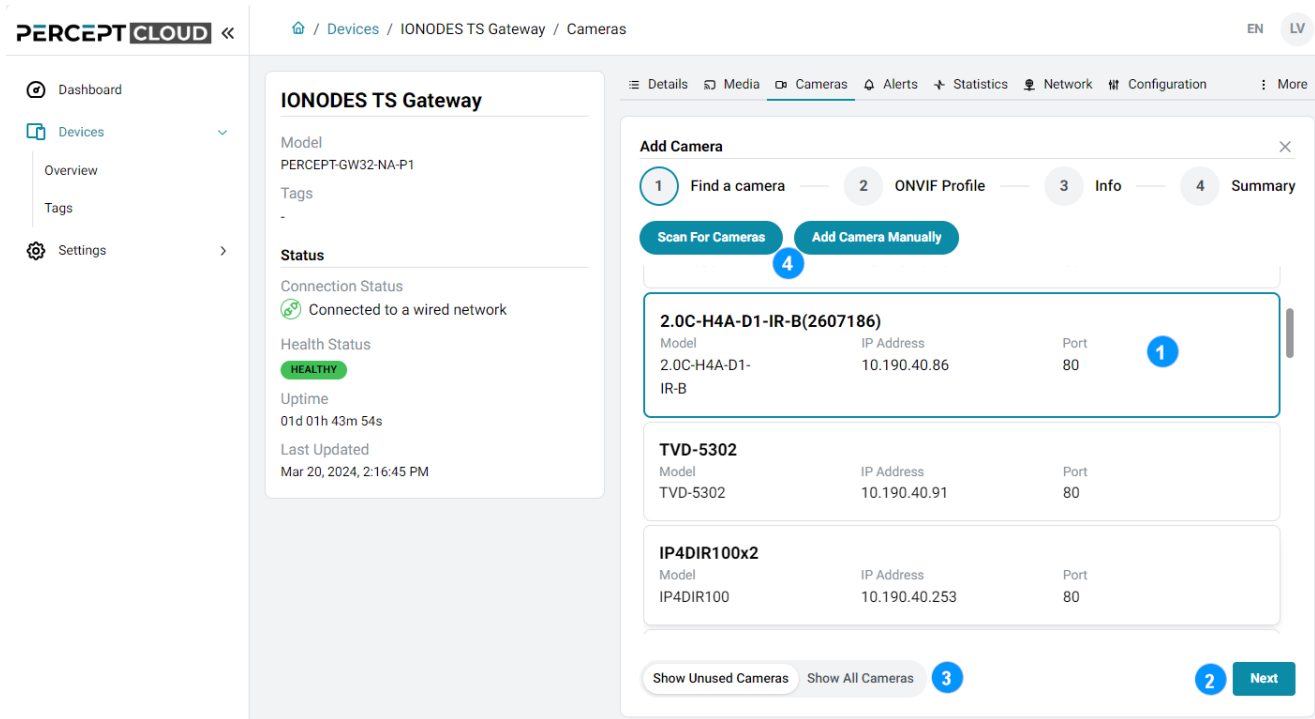 PERCEPT CLOUD «
/ Devices / IONODES TS Gateway / Cameras
EN LV
Dashboard
Devices
Overview
Tags
Settings
IONODES TS Gateway
Model
PERCEPT-GW32-NA-P1
Tags
-
Status
Connection Status
Connected to a wired network
Health Status
HEALTHY
Uptime
01d 01h 43m 54s
Last Updated
Mar 20, 2024, 2:16:45 PM
Details Media Cameras Alerts Statistics Network Configuration More
Add Camera
1 Find a camera 2 ONVIF Profile 3 Info 4 Summary
Scan For Cameras Add Camera Manually
4
2.0C-H4A-D1-IR-B(2607186)
Model IP Address Port
2.0C-H4A-D1- 10.190.40.86 80
IR-B
1
TVD-5302
Model IP Address Port
TVD-5302 10.190.40.91 80
IP4DIR100x2
Model IP Address Port
IP4DIR100 10.190.40.253 80
Show Unused Cameras Show All Cameras 3
2 Next